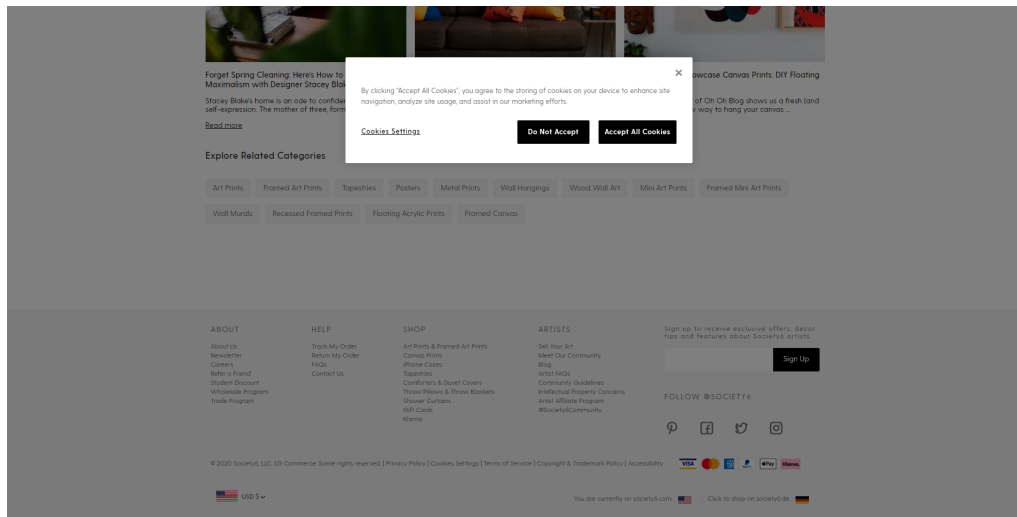 Forget Spring Cleaning: Here's How to
Maximalism with Designer Stacey Blak
Stacey Blake's home is an ode to confide
self-expression. The mother of three, form
Read more
owcase Canvas Prints: DIY Floating
of Oh Oh Blog shows us a fresh (and
way to hang your canvas ...
By clicking "Accept All Cookies", you agree to the storing of cookies on your device to enhance site
navigation, analyze site usage, and assist in our marketing efforts.
Cookies Settings
Do Not Accept
Accept All Cookies
Explore Related Categories
Art Prints Framed Art Prints Tapestries Posters Metal Prints Wall Hangings Wood Wall Art Mini Art Prints Framed Mini Art Prints
Wall Murals Recessed Framed Prints Floating Acrylic Prints Framed Canvas
ABOUT
About Us
Newsletter
Careers
Refer a Friend
Student Discount
Wholesale Program
Trade Program
HELP
Track My Order
Return My Order
FAQs
Contact Us
SHOP
Art Prints & Framed Art Prints
Canvas Prints
iPhone Cases
Tapestries
Comforters & Duvet Covers
Throw Pillows & Throw Blankets
Shower Curtains
Gift Cards
Klarna
ARTISTS
Sell Your Art
Meet Our Community
Blog
Artist FAQs
Community Guidelines
Intellectual Property Concerns
Artist Affiliate Program
@Society6Community
Sign up to receive exclusive offers, decor
tips and features about Society6 artists.
Sign Up
FOLLOW @SOCIETY6
© 2020 Society6, LLC. LG Commerce. Some rights reserved. | Privacy Policy | Cookies Settings | Terms of Service | Copyright & Trademark Policy | Accessibility
VISA
Pay
Klarna.
USD $
You are currently on society6.com
Click to shop on society6.de